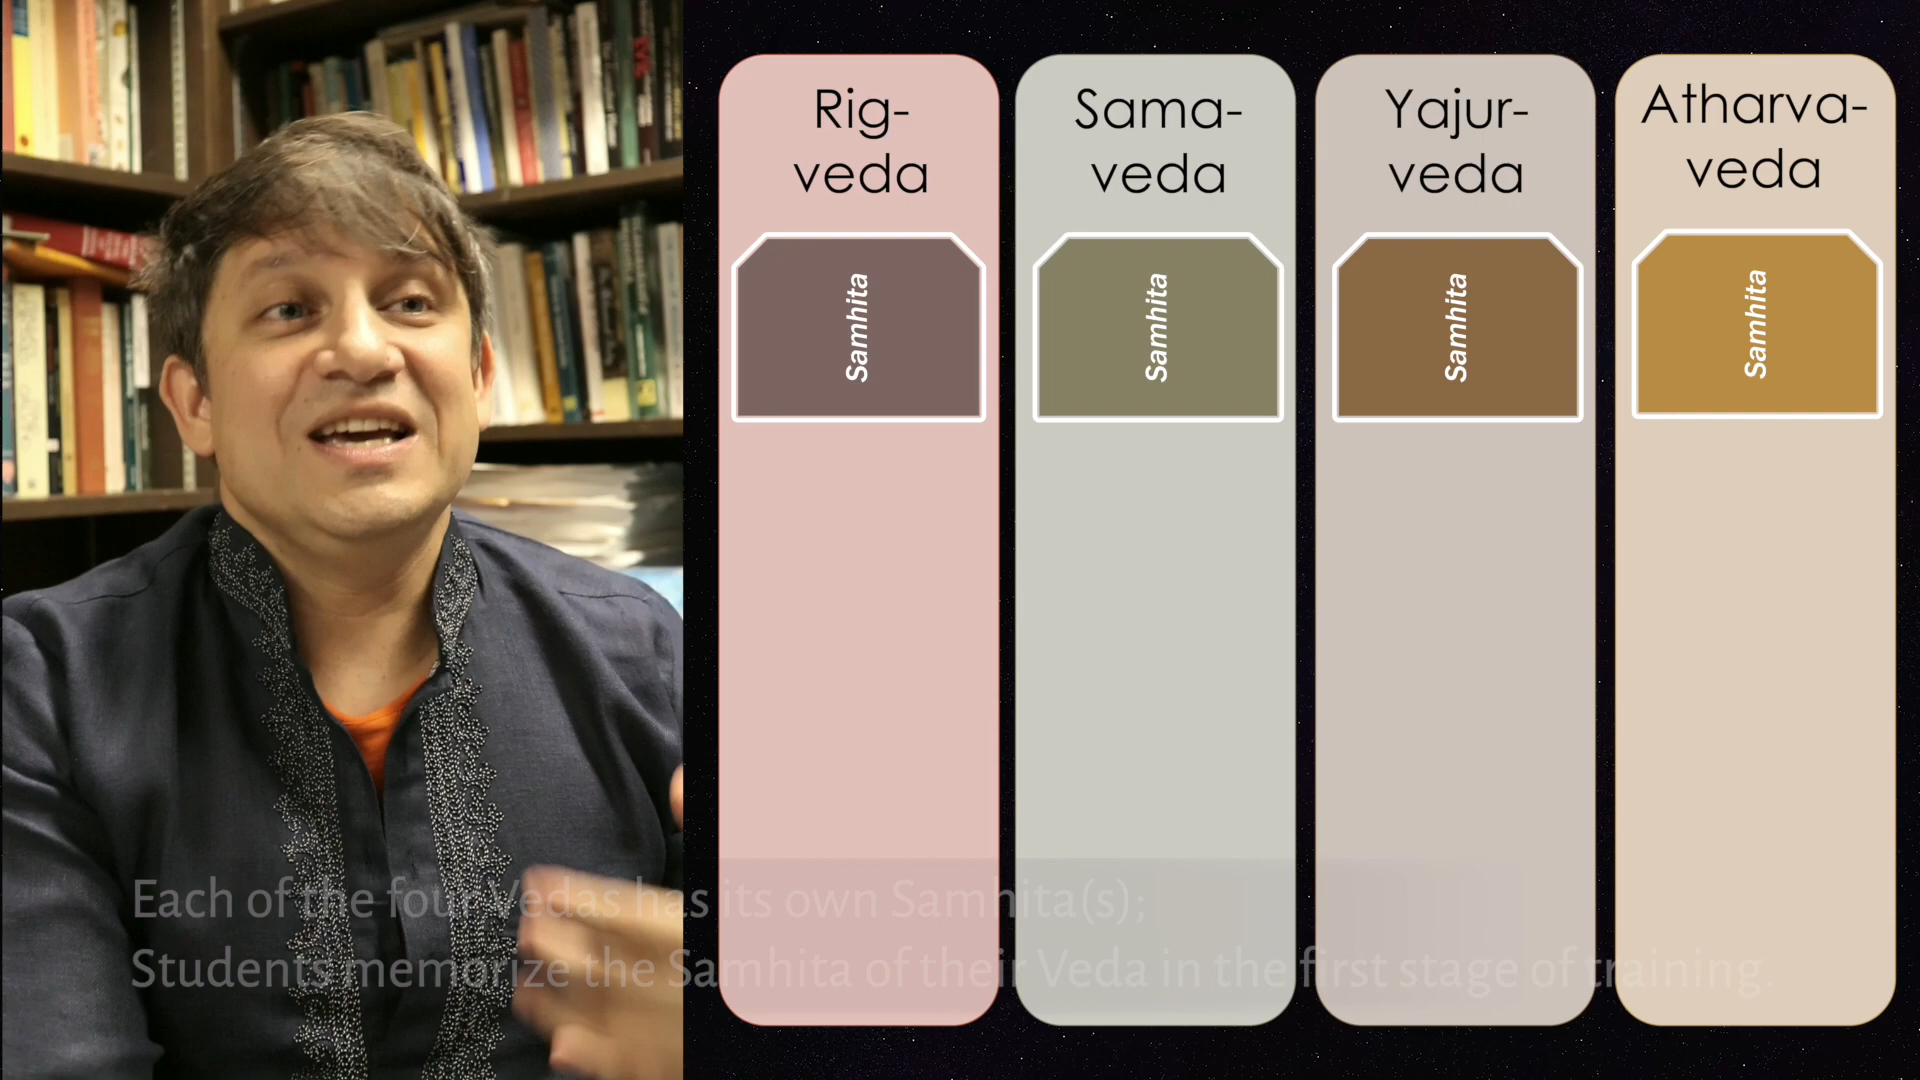 Rig-
veda
Samhita
Sama-
veda
Samhita
Yajur-
veda
Samhita
Atharva-
veda
Samhita
Each of the four Vedas has its own Samhita(s);
Students memorize the Samhita of their Veda in the first stage of training.